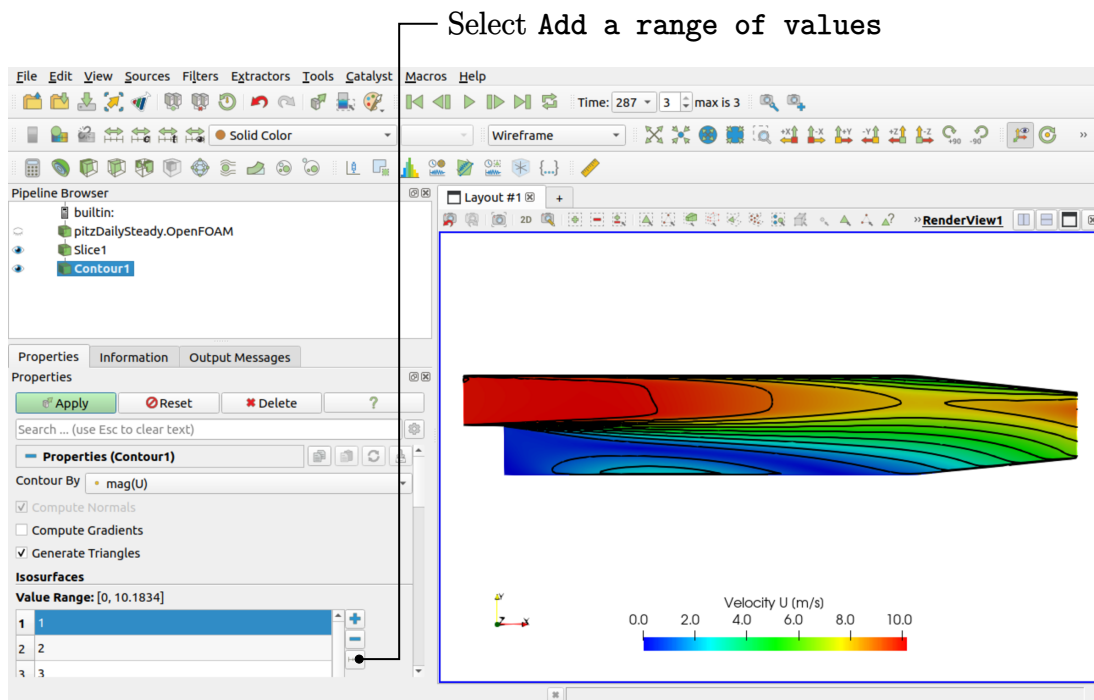 Select Add a range of values
File Edit View Sources Filters Extractors Tools Catalyst Macros Help
Time: 287 3 max is 3
Solid Color Wireframe +X -X +Y -Y +Z -Z +90 -90 »
Pipeline Browser
builtin:
pitzDailySteady.OpenFOAM
Slice1
Contour1
Layout #1 +
2D » RenderView1
Properties Information Output Messages
Properties
Apply Reset Delete ?
Search ... (use Esc to clear text)
Properties (Contour1)
Contour By mag(U)
Compute Normals
Compute Gradients
Generate Triangles
Isosurfaces
Value Range: [0, 10.1834]
1 1
2 2
3 3
Y
Z X
Velocity U (m/s)
0.0 2.0 4.0 6.0 8.0 10.0